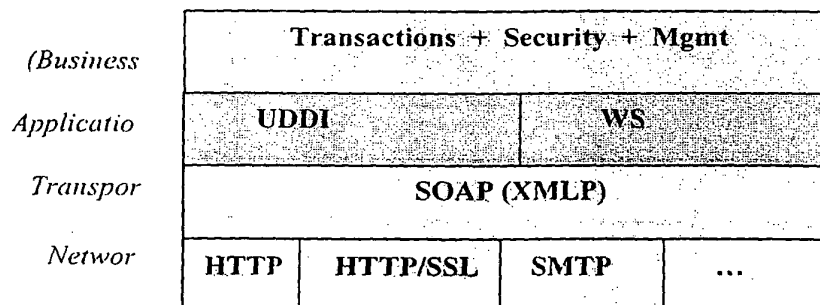 Transactions + Security + Mgmt
(Business
Applicatio UDDI WS
Transpor SOAP (XMLP)
Networ HTTP HTTP/SSL SMTP ...